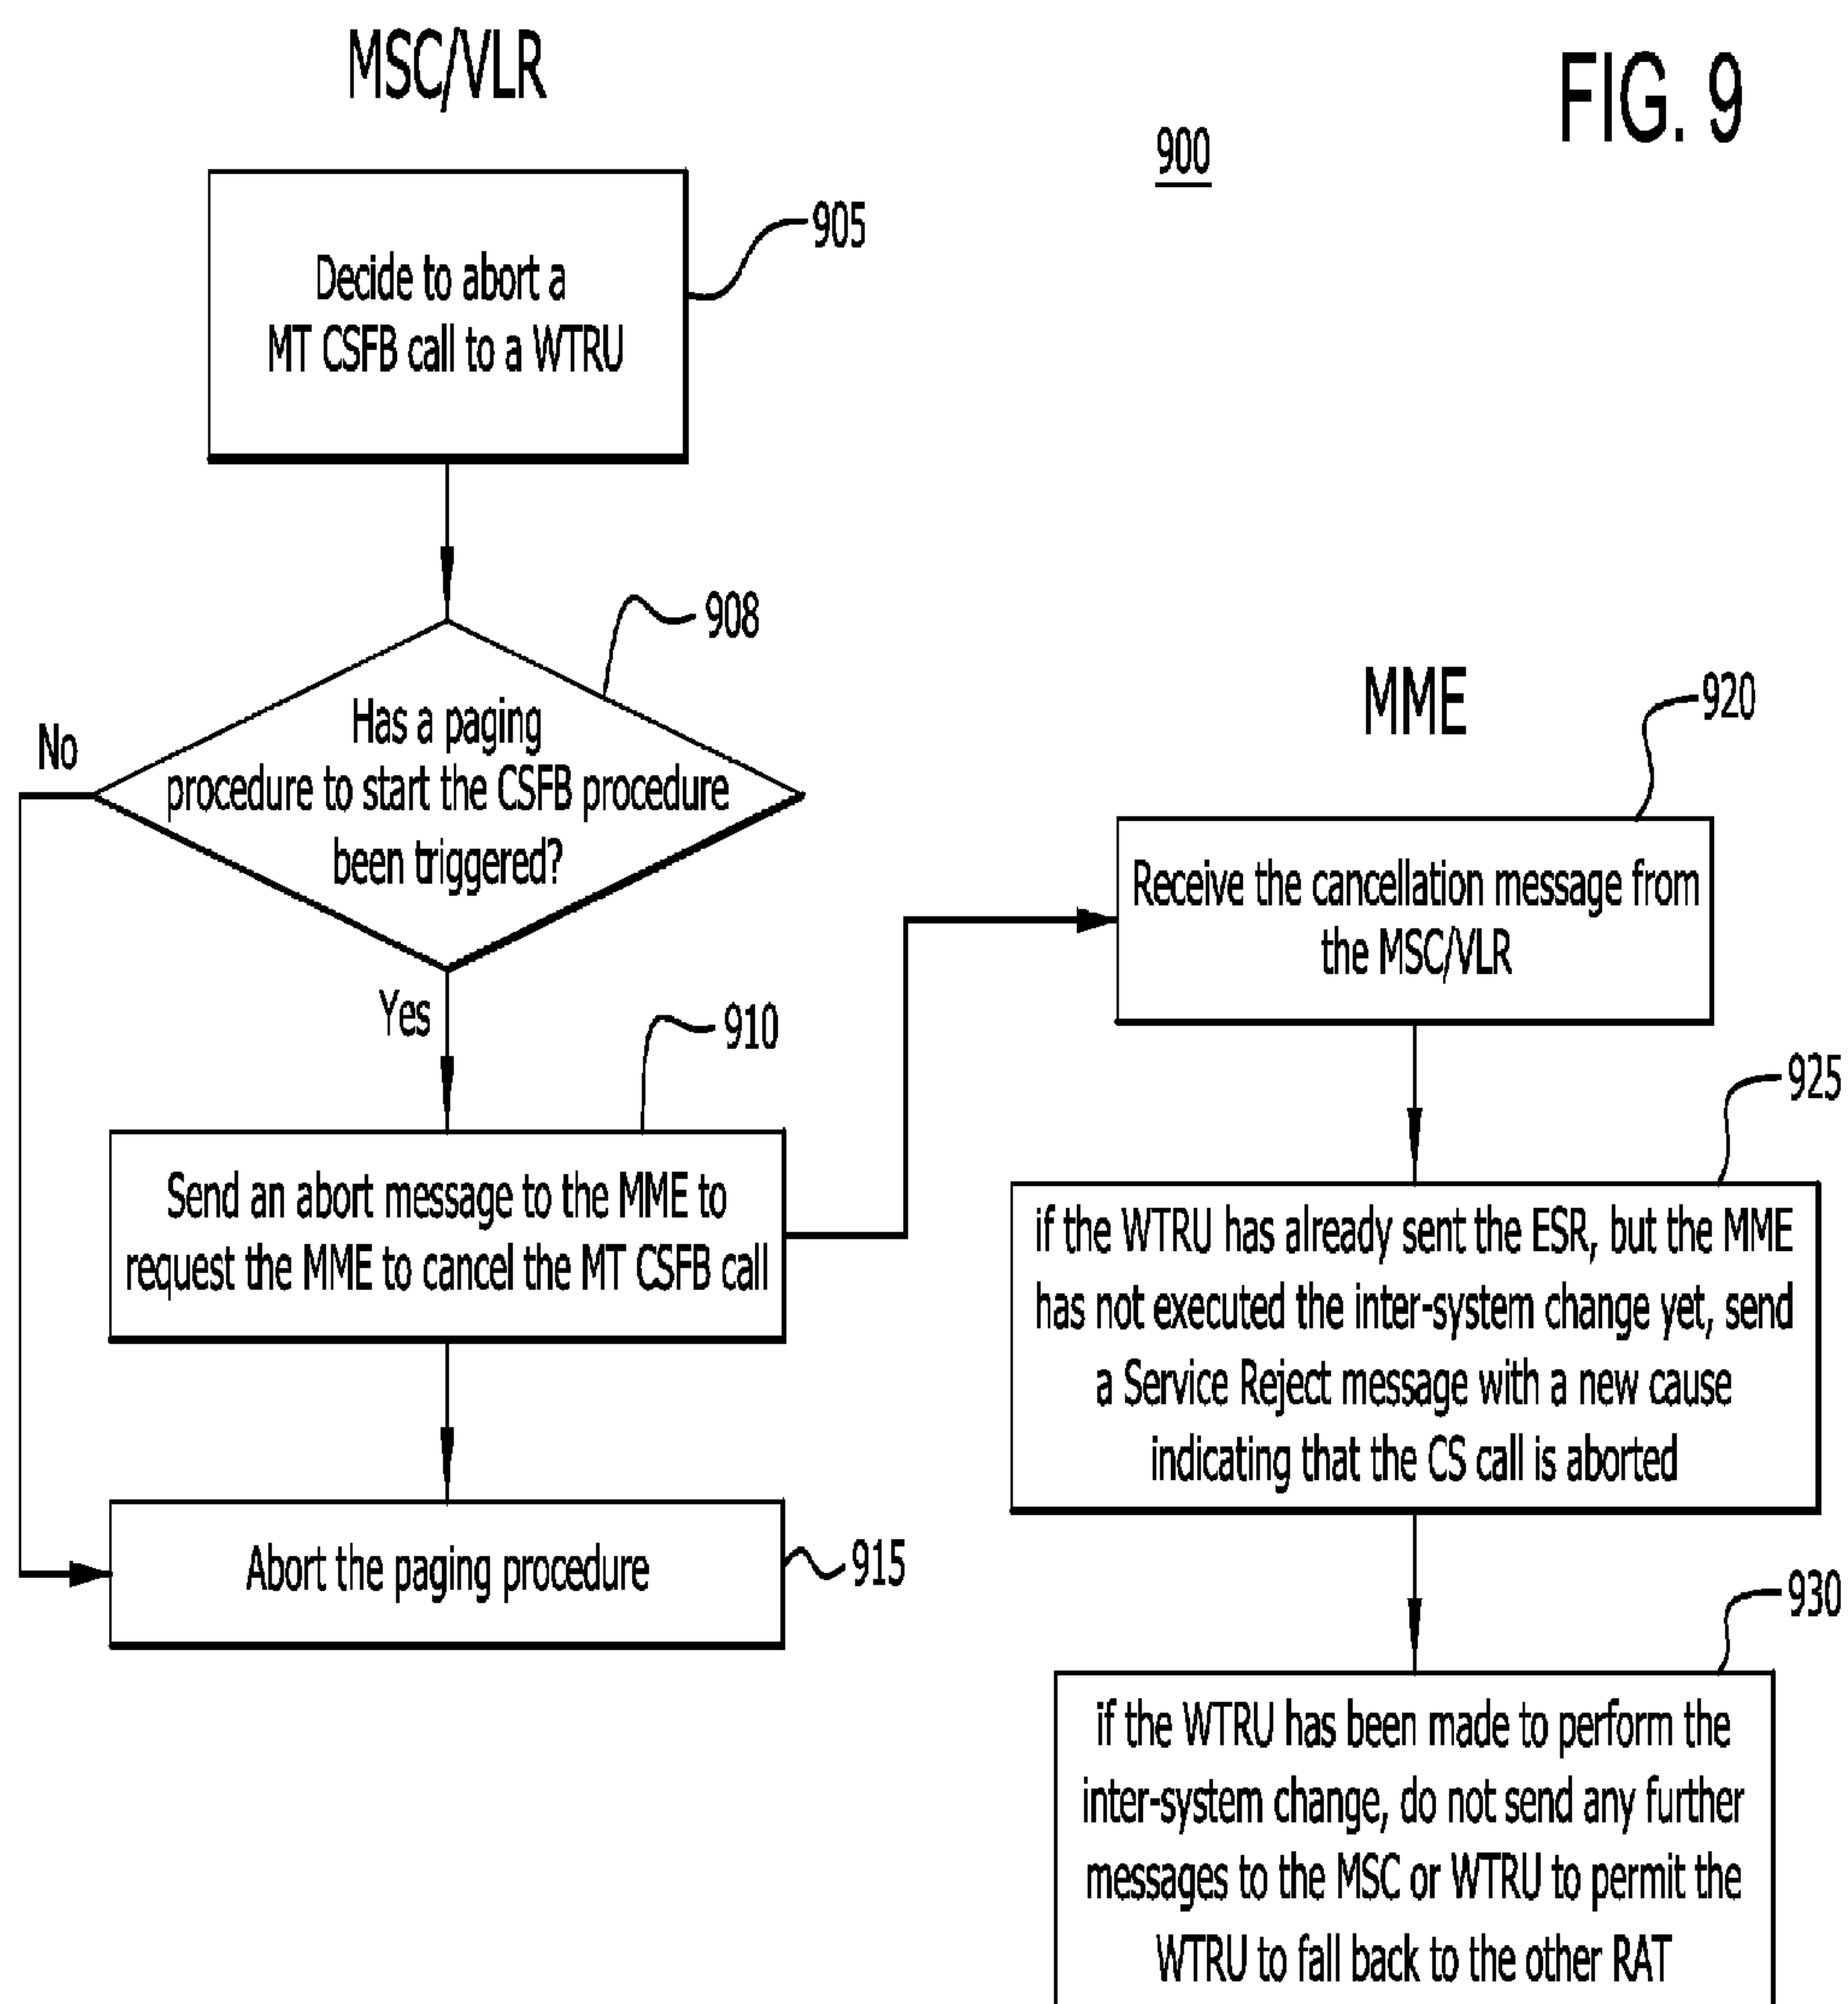 MSC/VLR
FIG. 9
900
Decide to abort a
MT CSFB call to a WTRU
905
Has a paging
procedure to start the CSFB procedure
been triggered?
908
No
Yes
Send an abort message to the MME to
request the MME to cancel the MT CSFB call
910
Abort the paging procedure
915
MME
920
Receive the cancellation message from
the MSC/VLR
925
if the WTRU has already sent the ESR, but the MME
has not executed the inter-system change yet, send
a Service Reject message with a new cause
indicating that the CS call is aborted
930
if the WTRU has been made to perform the
inter-system change, do not send any further
messages to the MSC or WTRU to permit the
WTRU to fall back to the other RAT